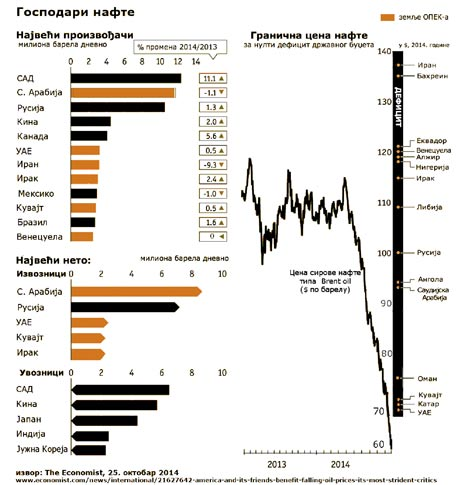 Господари нафте
земље ОПЕК-а
Највећи произвођачи
милиона барела дневно
% промена 2014/2013
0 2 4 6 8 10 12 14
САД 11.1
С. Арабија -1.1
Русија 1.3
Кина 2.0
Канада 5.6
УАЕ 0.5
Иран -9.3
Ирак 2.4
Мексико -1.0
Кувајт 0.5
Бразил 1.6
Венецуела 0
Највећи нето:
милиона барела дневно
Извозници
0 2 4 6 8 10
С. Арабија
Русија
УАЕ
Кувајт
Ирак
Увозници
0 2 4 6 8 10
САД
Кина
Јапан
Индија
Јужна Кореја
Гранична цена нафте
за нулти дефицит државног буџета
у $, 2014. године
140
ДЕФИЦИТ
Иран
Бахреин
130
120
Еквадор
Венецуела
Алжир
Нигерија
Ирак
110
Либија
100
Русија
Цена сирове нафте
типа Brent oil
($ по барелу)
90
Ангола
Саудијска
Арабија
80
Оман
70
Кувајт
Катар
УАЕ
60
2013 2014
извор: The Economist, 25. октобар 2014
www.economist.com/news/international/21627642-america-and-its-friends-benefit-falling-oil-prices-its-most-strident-critics